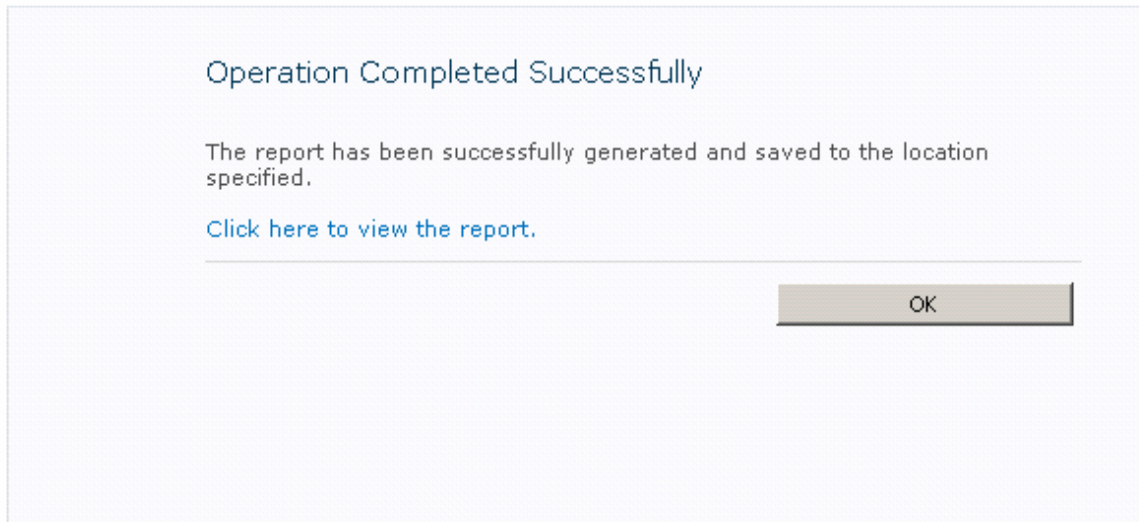 Operation Completed Successfully
The report has been successfully generated and saved to the location
specified.
Click here to view the report.
OK